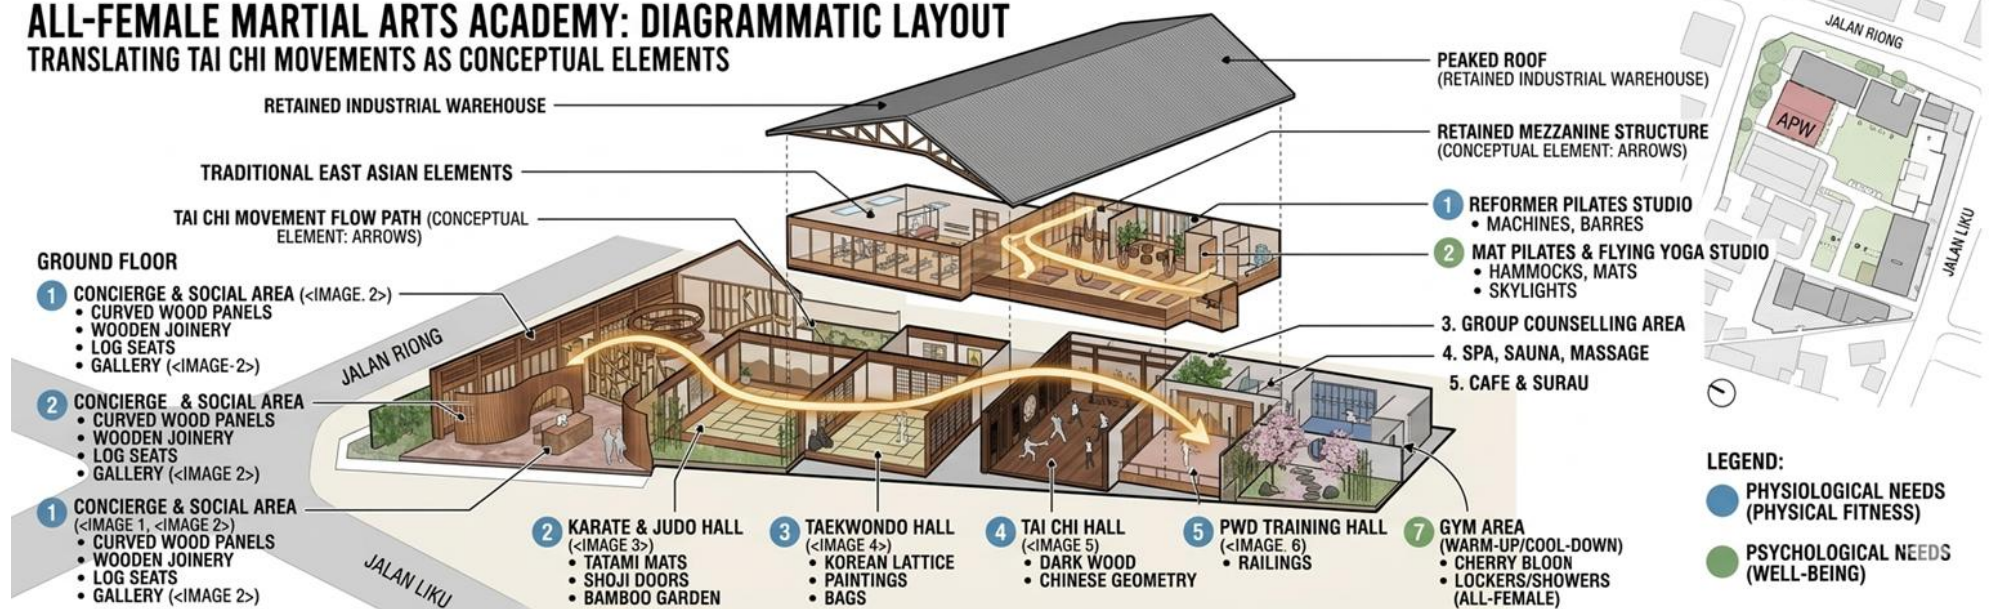 ALL-FEMALE MARTIAL ARTS ACADEMY: DIAGRAMMATIC LAYOUT
TRANSLATING TAI CHI MOVEMENTS AS CONCEPTUAL ELEMENTS
RETAINED INDUSTRIAL WAREHOUSE
TRADITIONAL EAST ASIAN ELEMENTS
TAI CHI MOVEMENT FLOW PATH (CONCEPTUAL
ELEMENT: ARROWS)
GROUND FLOOR
1 CONCIERGE & SOCIAL AREA (<IMAGE. 2>)
• CURVED WOOD PANELS
• WOODEN JOINERY
• LOG SEATS
• GALLERY (<IMAGE-2>)
2 CONCIERGE & SOCIAL AREA
• CURVED WOOD PANELS
• WOODEN JOINERY
• LOG SEATS
• GALLERY (<IMAGE 2>)
1 CONCIERGE & SOCIAL AREA
(<IMAGE 1, <IMAGE 2>)
• CURVED WOOD PANELS
• WOODEN JOINERY
• LOG SEATS
• GALLERY (<IMAGE 2>)
JALAN RIONG
JALAN LIKU
2 KARATE & JUDO HALL
(<IMAGE 3>)
• TATAMI MATS
• SHOJI DOORS
• BAMBOO GARDEN
3 TAEKWONDO HALL
(<IMAGE 4>)
• KOREAN LATTICE
• PAINTINGS
• BAGS
4 TAI CHI HALL
(<IMAGE 5)
• DARK WOOD
• CHINESE GEOMETRY
5 PWD TRAINING HALL
(<IMAGE. 6)
• RAILINGS
7 GYM AREA
(WARM-UP/COOL-DOWN)
• CHERRY BLOON
• LOCKERS/SHOWERS
(ALL-FEMALE)
PEAKED ROOF
(RETAINED INDUSTRIAL WAREHOUSE)
RETAINED MEZZANINE STRUCTURE
(CONCEPTUAL ELEMENT: ARROWS)
1 REFORMER PILATES STUDIO
• MACHINES, BARRES
2 MAT PILATES & FLYING YOGA STUDIO
• HAMMOCKS, MATS
• SKYLIGHTS
3. GROUP COUNSELLING AREA
4. SPA, SAUNA, MASSAGE
5. CAFE & SURAU
JALAN RIONG
APW
JALAN LIKU
LEGEND:
PHYSIOLOGICAL NEEDS
(PHYSICAL FITNESS)
PSYCHOLOGICAL NEEDS
(WELL-BEING)